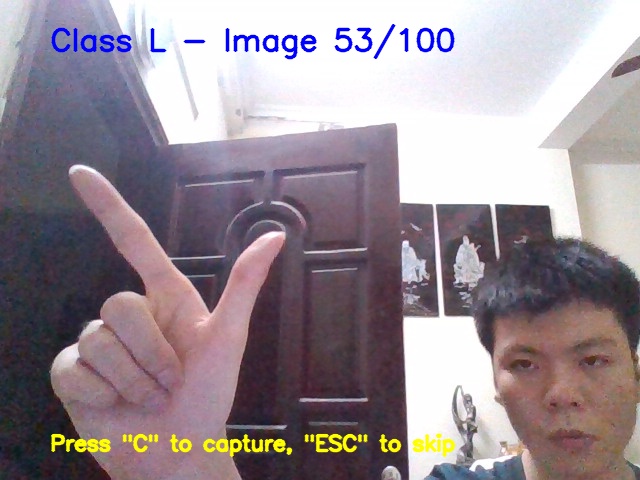 Class L - Image 53/100
Press "C" to capture, "ESC" to skip